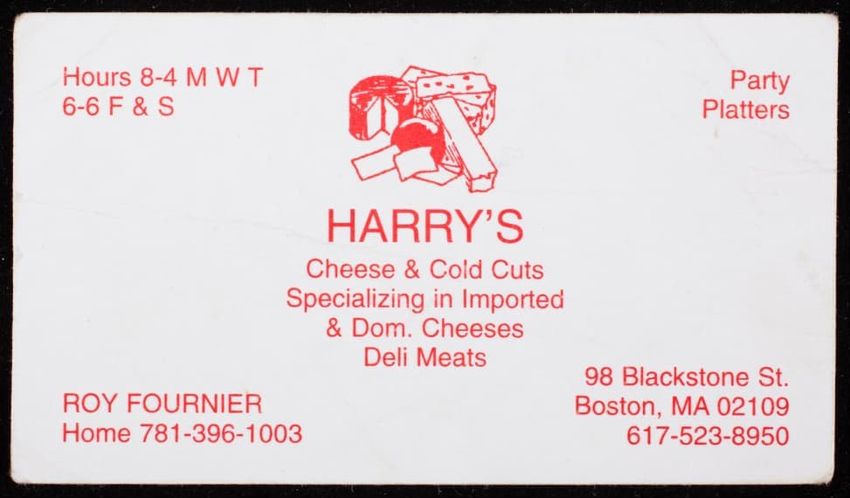 Hours 8-4 M W T
6-6 F & S
Party
Platters
HARRY'S
Cheese & Cold Cuts
Specializing in Imported
& Dom. Cheeses
Deli Meats
ROY FOURNIER
Home 781-396-1003
98 Blackstone St.
Boston, MA 02109
617-523-8950